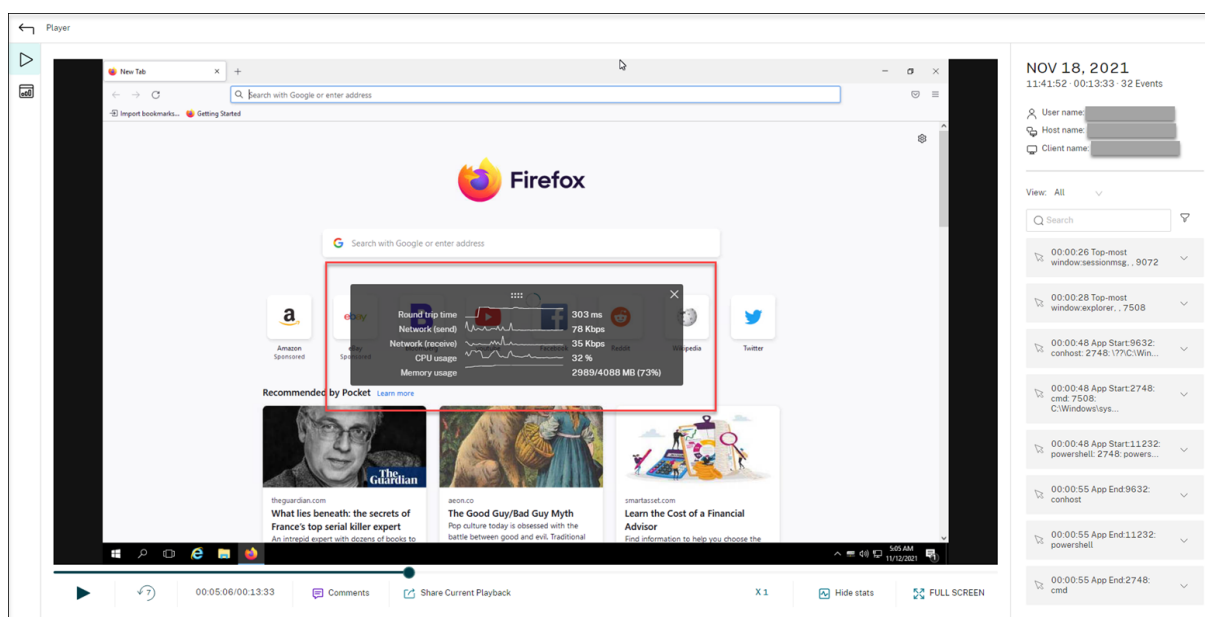 Player
New Tab
Search with Google or enter address
Import bookmarks...
Getting Started
Firefox
Search with Google or enter address
Round trip time 303 ms
Network (send) 78 Kbps
Network (receive) 35 Kbps
CPU usage 32 %
Memory usage 2989/4088 MB (73%)
a
Amazon
Sponsored
eBay
Sponsored
Facebook
Reddit
Wikipedia
Twitter
Recommended by Pocket Learn more
The
Guardian
theguardian.com
What lies beneath: the secrets of
France's top serial killer expert
An intrepid expert with dozens of books to
aeon.co
The Good Guy/Bad Guy Myth
Pop culture today is obsessed with the
battle between good and evil. Traditional
smartasset.com
Learn the Cost of a Financial
Advisor
Find information to help you choose the
5:05 AM
11/12/2021
7
00:05:06/00:13:33
Comments
Share Current Playback
X 1
Hide stats
FULL SCREEN
NOV 18, 2021
11:41:52 · 00:13:33 · 32 Events
User name:
Host name:
Client name:
View: All
Search
00:00:26 Top-most
window:sessionmsg, , 9072
00:00:28 Top-most
window:explorer, , 7508
00:00:48 App Start:9632:
conhost: 2748: \??\C:\Win...
00:00:48 App Start:2748:
cmd: 7508:
C:\Windows\sys...
00:00:48 App Start:11232:
powershell: 2748: powers...
00:00:55 App End:9632:
conhost
00:00:55 App End:11232:
powershell
00:00:55 App End:2748:
cmd